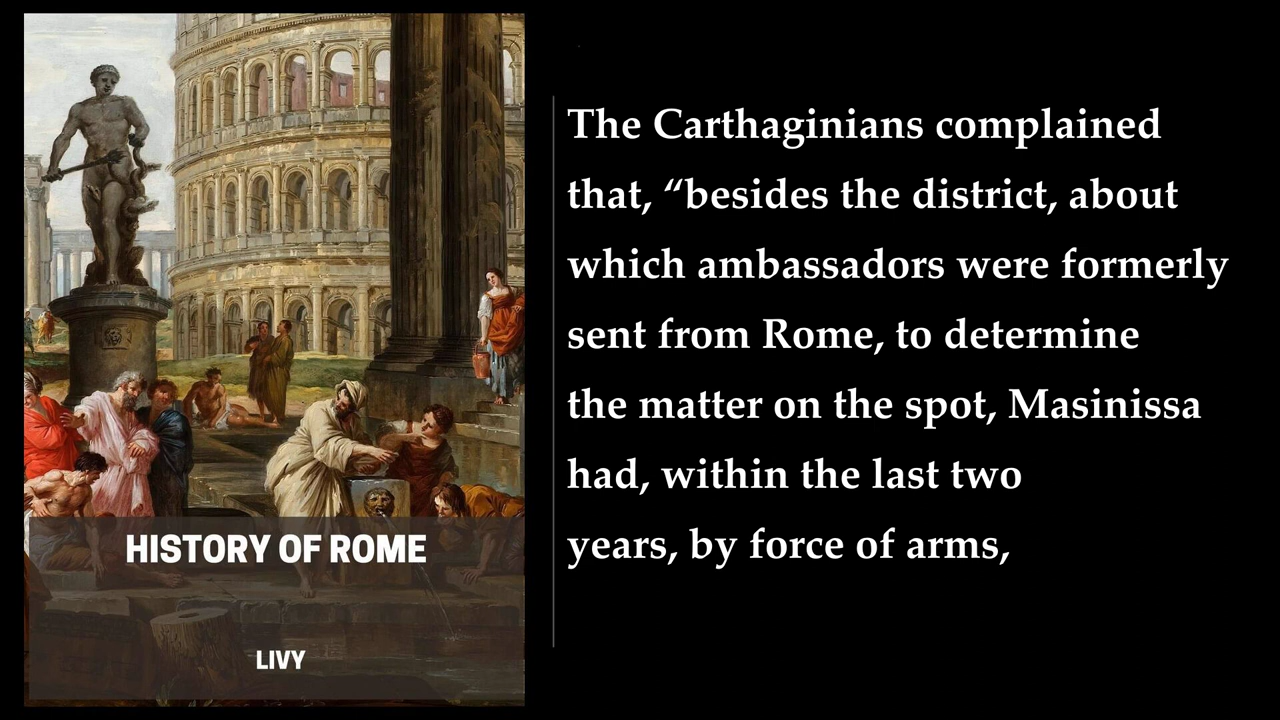 HISTORY OF ROME
LIVY
The Carthaginians complained
that, “besides the district, about
which ambassadors were formerly
sent from Rome, to determine
the matter on the spot, Masinissa
had, within the last two
years, by force of arms,